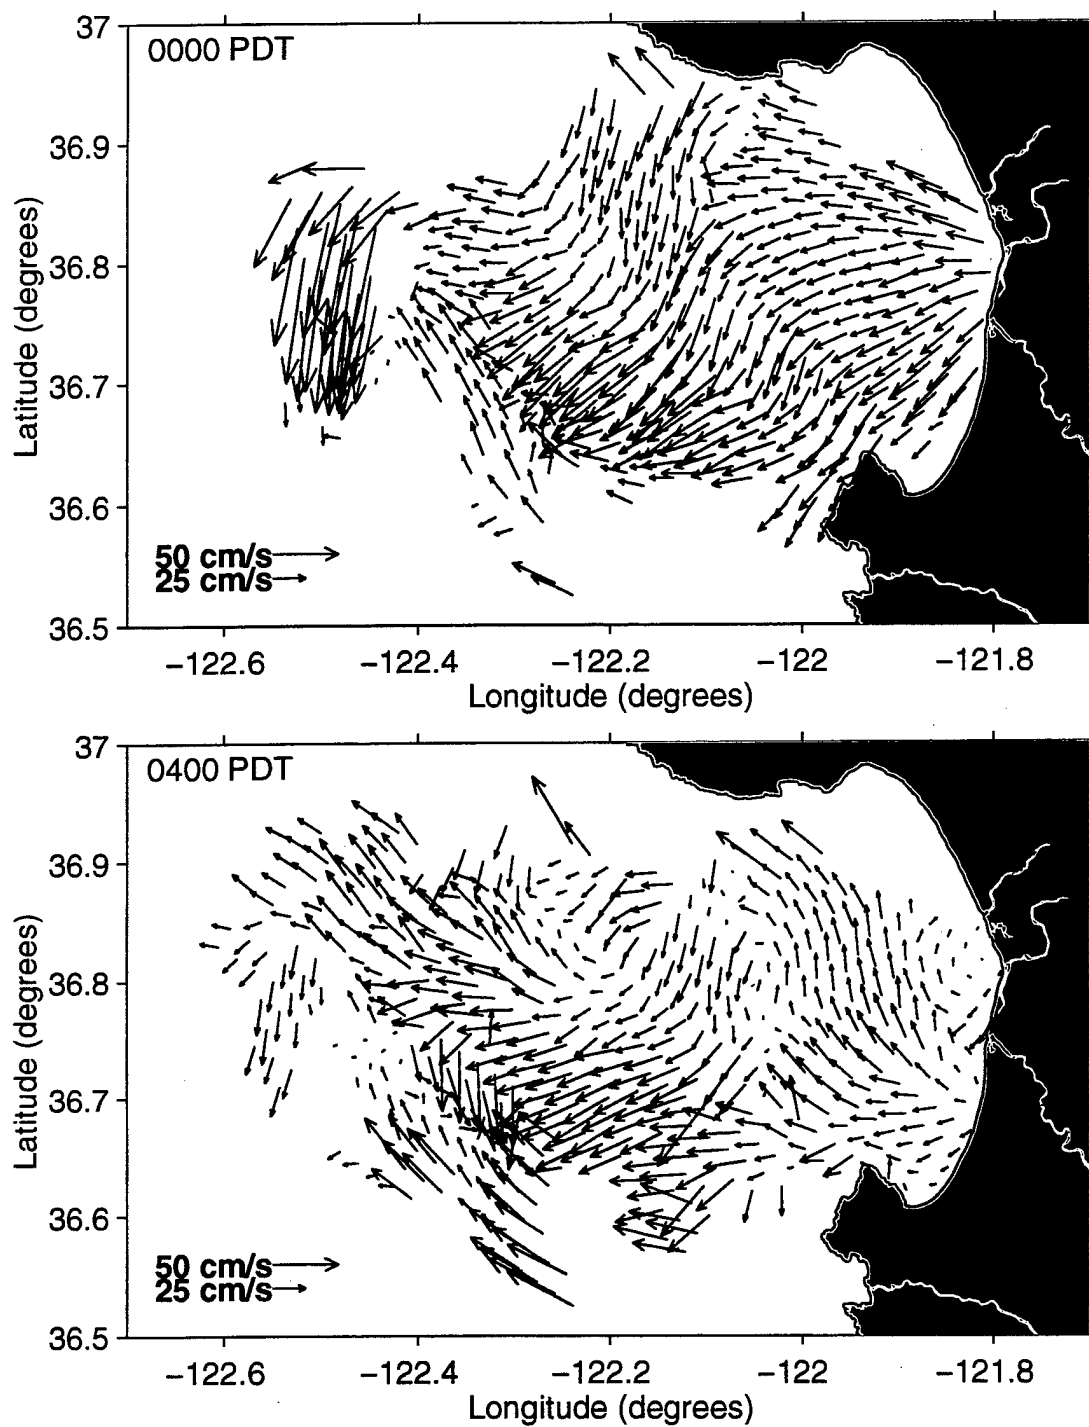 37
0000 PDT
36.9
36.8
36.7
36.6
36.5
Latitude (degrees)
50 cm/s
25 cm/s
−122.6 −122.4 −122.2 −122 −121.8
Longitude (degrees)
37
0400 PDT
36.9
36.8
36.7
36.6
36.5
Latitude (degrees)
50 cm/s
25 cm/s
−122.6 −122.4 −122.2 −122 −121.8
Longitude (degrees)